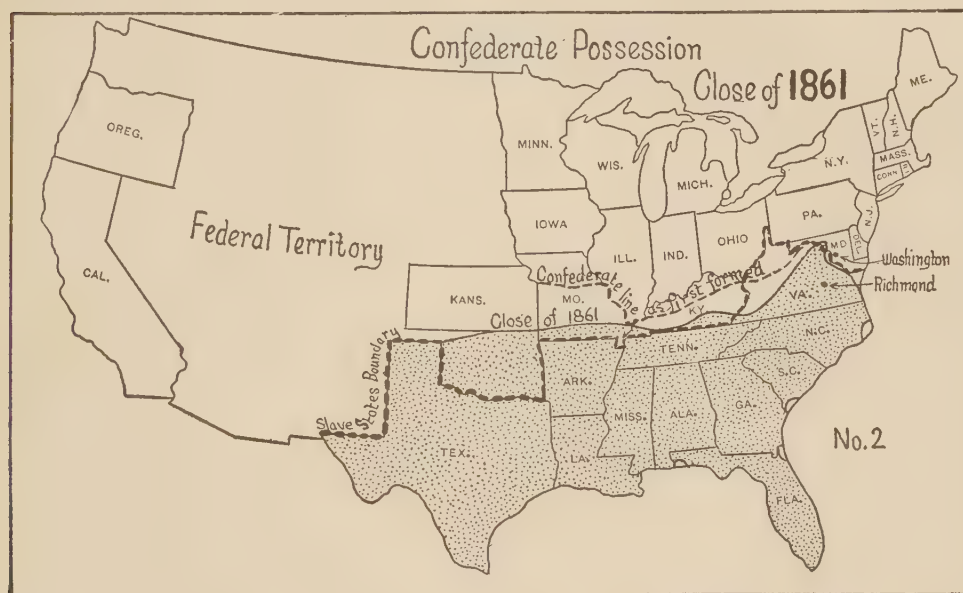 Confederate Possession
Close of 1861
ME.
VT.
N.H.
OREG.
MINN.
WIS.
MICH.
N.Y.
MASS.
CONN
R.I.
IOWA
PA.
N.J.
Federal Territory
ILL.
IND.
OHIO
MD
DEL.
Washington
CAL.
Confederate line as first formed
KANS.
MO.
KY
VA.
Richmond
Close of 1861
Slave States Boundary
TENN.
N.C.
ARK.
S.C.
MISS.
ALA.
GA.
No. 2
TEX.
LA.
FLA.